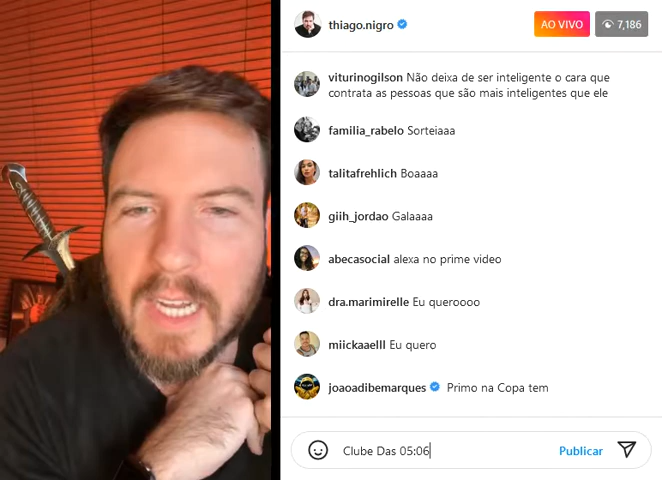 thiago.nigro
AO VIVO
7,186
viturinogilson Não deixa de ser inteligente o cara que
contrata as pessoas que são mais inteligentes que ele
familia_rabelo Sorteiaaa
talitafrehlich Boaaaa
giih_jordao Galaaaa
abecasocial alexa no prime video
dra.marimirelle Eu queroooo
miickaaelll Eu quero
joaoadibemarques Primo na Copa tem
Clube Das 05:06
Publicar